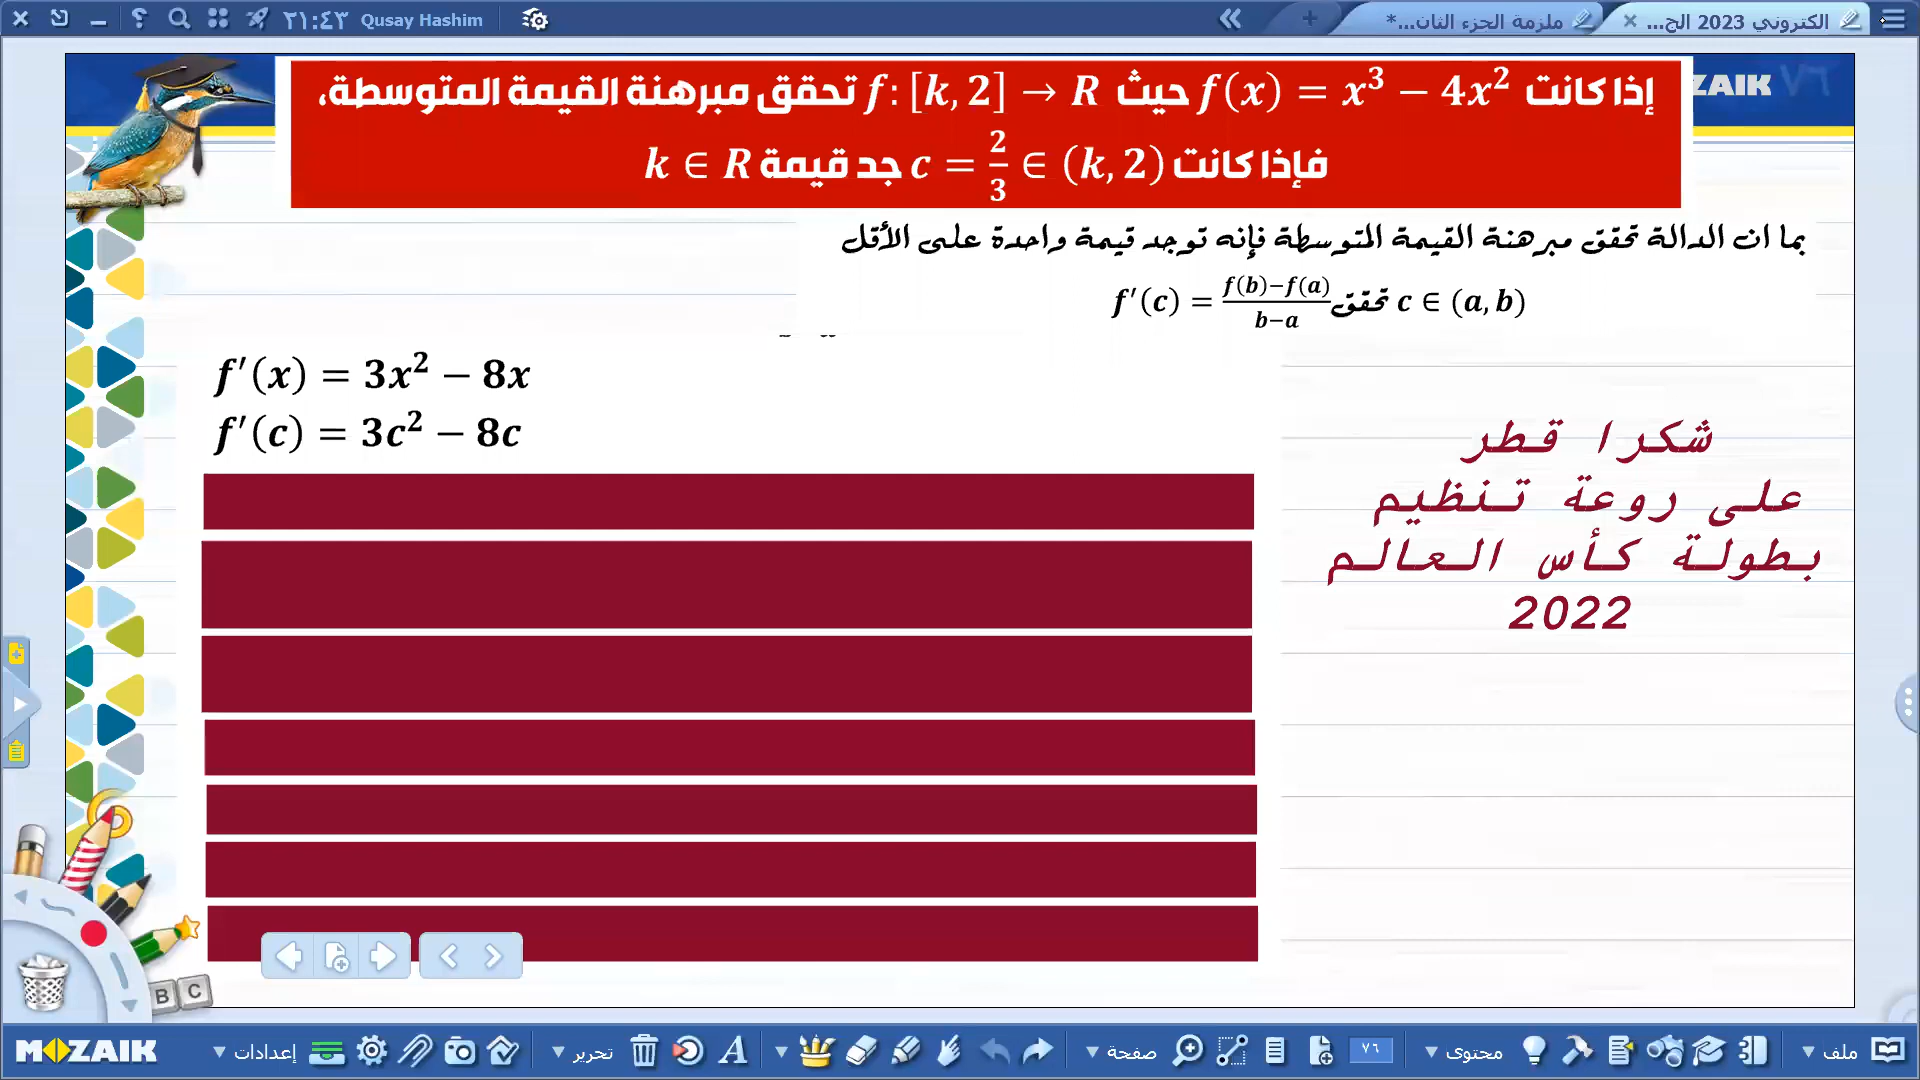 ٢١:٤٣ Qusay Hashim
ملزمة الجزء الثان...*
الكتروني 2023 الج...
ZAIK ٧٦
إذا كانت f(x) = x³ − 4x² حيث f: [k, 2] → R تحقق مبرهنة القيمة المتوسطة،
فإذا كانت c = 2/3 ∈ (k, 2) جد قيمة k ∈ R
بما ان الدالة تحقق مبرهنة القيمة المتوسطة فإنه توجد قيمة واحدة على الأقل
c ∈ (a, b) تحقق f′(c) = f(b)−f(a) / b−a
f′(x) = 3x² − 8x
f′(c) = 3c² − 8c
شكرا قطر
على روعة تنظيم
بطولة كأس العالم
2022
B C
MOZAIK
إعدادات
تحرير
A
صفحة
٧٦
محتوى
ملف